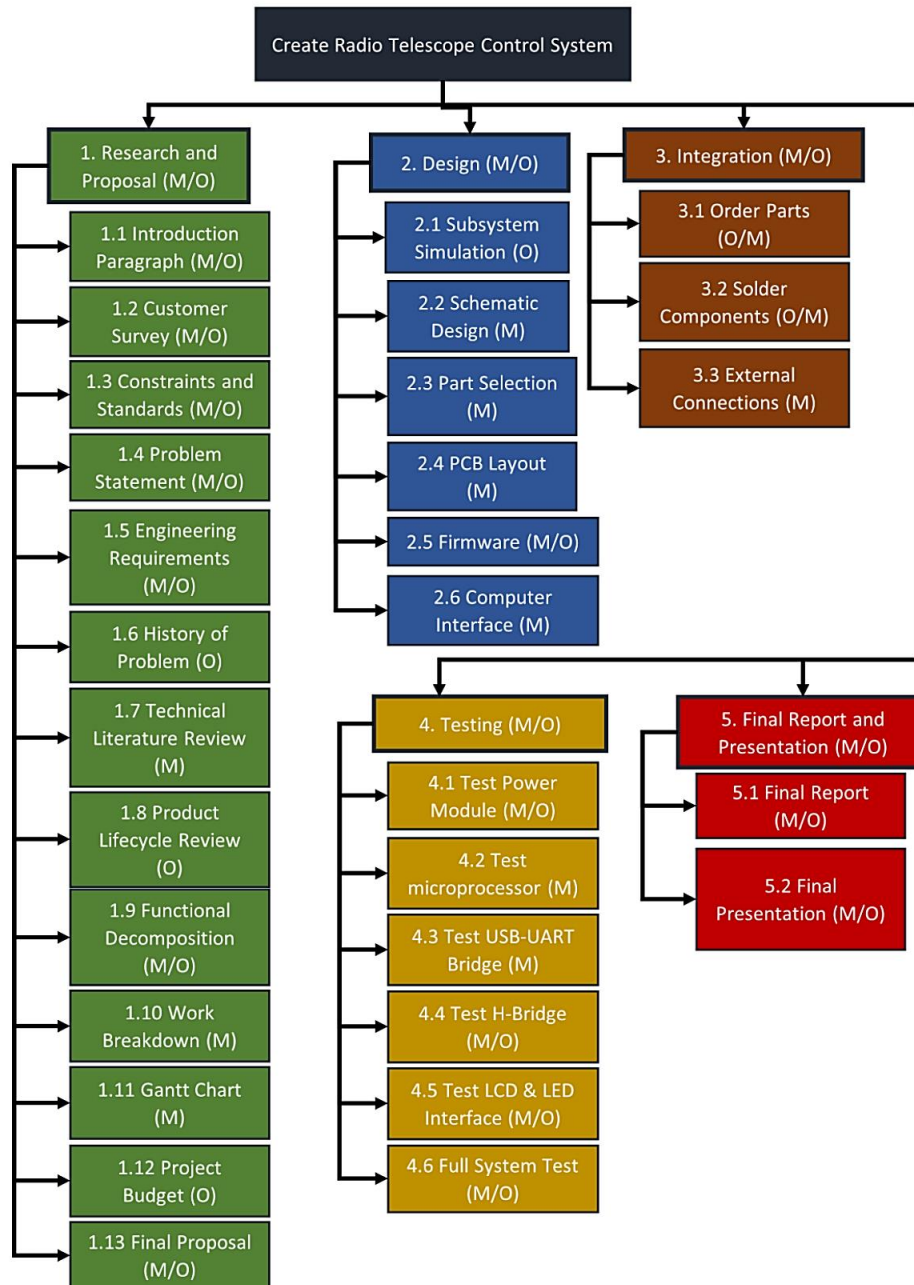 Create Radio Telescope Control System
1. Research and
Proposal (M/O)
1.1 Introduction
Paragraph (M/O)
1.2 Customer
Survey (M/O)
1.3 Constraints and
Standards (M/O)
1.4 Problem
Statement (M/O)
1.5 Engineering
Requirements
(M/O)
1.6 History of
Problem (O)
1.7 Technical
Literature Review
(M)
1.8 Product
Lifecycle Review
(O)
1.9 Functional
Decomposition
(M/O)
1.10 Work
Breakdown (M)
1.11 Gantt Chart
(M)
1.12 Project
Budget (O)
1.13 Final Proposal
(M/O)
2. Design (M/O)
2.1 Subsystem
Simulation (O)
2.2 Schematic
Design (M)
2.3 Part Selection
(M)
2.4 PCB Layout
(M)
2.5 Firmware (M/O)
2.6 Computer
Interface (M)
3. Integration (M/O)
3.1 Order Parts
(O/M)
3.2 Solder
Components (O/M)
3.3 External
Connections (M)
4. Testing (M/O)
4.1 Test Power
Module (M/O)
4.2 Test
microprocessor (M)
4.3 Test USB-UART
Bridge (M)
4.4 Test H-Bridge
(M/O)
4.5 Test LCD & LED
Interface (M/O)
4.6 Full System Test
(M/O)
5. Final Report and
Presentation (M/O)
5.1 Final Report
(M/O)
5.2 Final
Presentation (M/O)